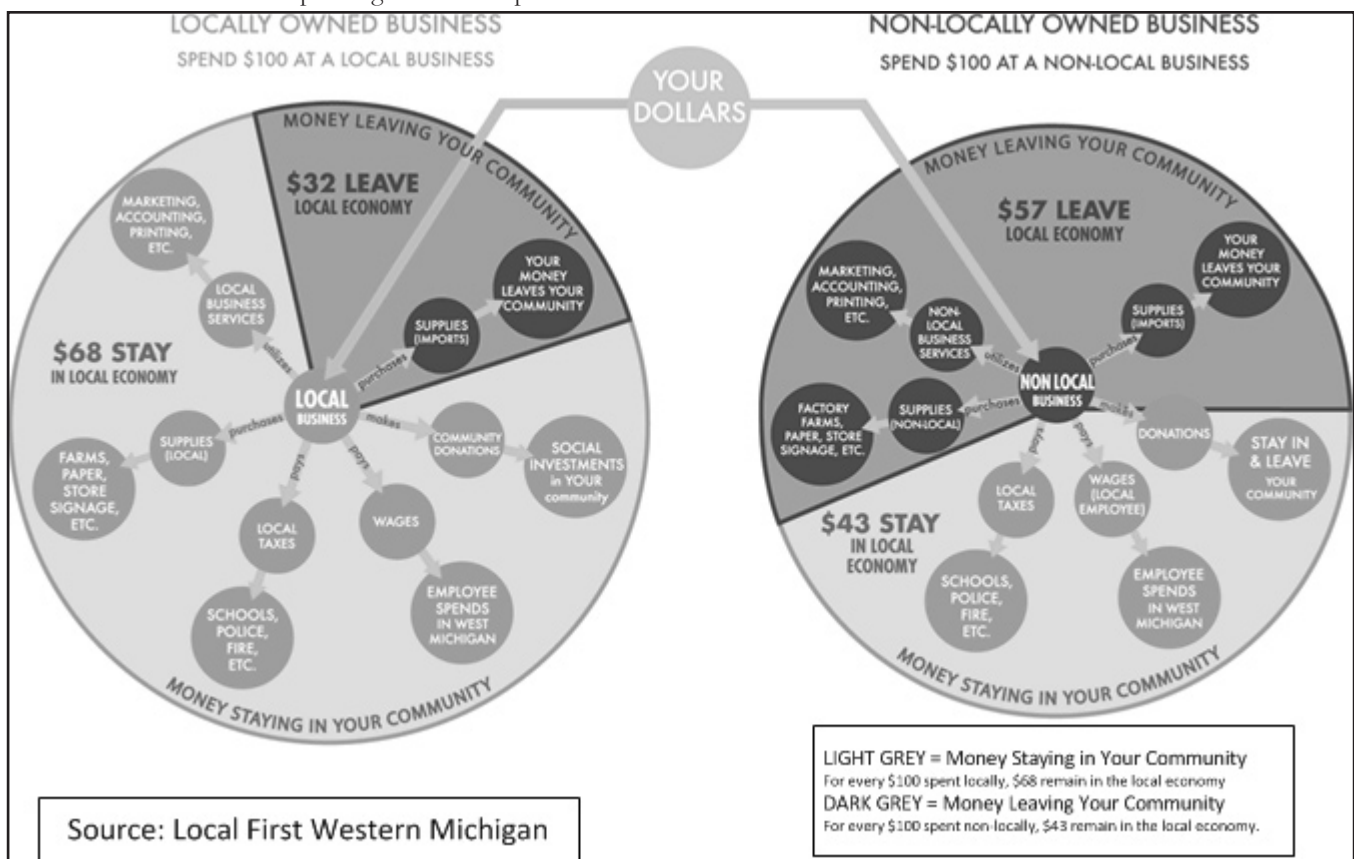 LOCALLY OWNED BUSINESS
SPEND $100 AT A LOCAL BUSINESS
YOUR
DOLLARS
NON-LOCALLY OWNED BUSINESS
SPEND $100 AT A NON-LOCAL BUSINESS
MONEY LEAVING YOUR COMMUNITY
$32 LEAVE
LOCAL ECONOMY
MARKETING,
ACCOUNTING,
PRINTING,
ETC.
LOCAL
BUSINESS
SERVICES
utilizes
YOUR
MONEY
LEAVES YOUR
COMMUNITY
SUPPLIES
(IMPORTS)
purchases
$68 STAY
IN LOCAL ECONOMY
LOCAL
BUSINESS
purchases
SUPPLIES
(LOCAL)
FARMS,
PAPER,
STORE
SIGNAGE,
ETC.
makes
COMMUNITY
DONATIONS
SOCIAL
INVESTMENTS
in YOUR
community
pays
LOCAL
TAXES
SCHOOLS,
POLICE,
FIRE,
ETC.
pays
WAGES
EMPLOYEE
SPENDS
IN WEST
MICHIGAN
MONEY STAYING IN YOUR COMMUNITY
MONEY LEAVING YOUR COMMUNITY
$57 LEAVE
LOCAL ECONOMY
MARKETING,
ACCOUNTING,
PRINTING,
ETC.
NON-
LOCAL
BUSINESS
SERVICES
utilizes
YOUR
MONEY
LEAVES YOUR
COMMUNITY
SUPPLIES
(IMPORTS)
purchases
NON LOCAL
BUSINESS
purchases
SUPPLIES
(NON-LOCAL)
FACTORY
FARMS,
PAPER, STORE
SIGNAGE, ETC.
makes
DONATIONS
STAY IN
& LEAVE
YOUR
COMMUNITY
$43 STAY
IN LOCAL
ECONOMY
pays
LOCAL
TAXES
SCHOOLS,
POLICE,
FIRE,
ETC.
pays
WAGES
(LOCAL
EMPLOYEE)
EMPLOYEE
SPENDS
IN WEST
MICHIGAN
MONEY STAYING IN YOUR COMMUNITY
Source: Local First Western Michigan
LIGHT GREY = Money Staying in Your Community
For every $100 spent locally, $68 remain in the local economy
DARK GREY = Money Leaving Your Community
For every $100 spent non-locally, $43 remain in the local economy.